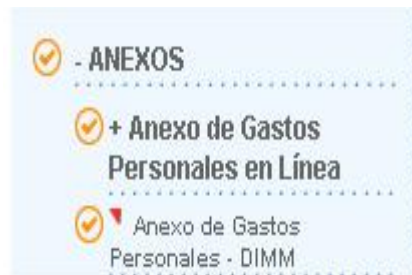 - ANEXOS
+ Anexo de Gastos
Personales en Línea
Anexo de Gastos
Personales - DIMM